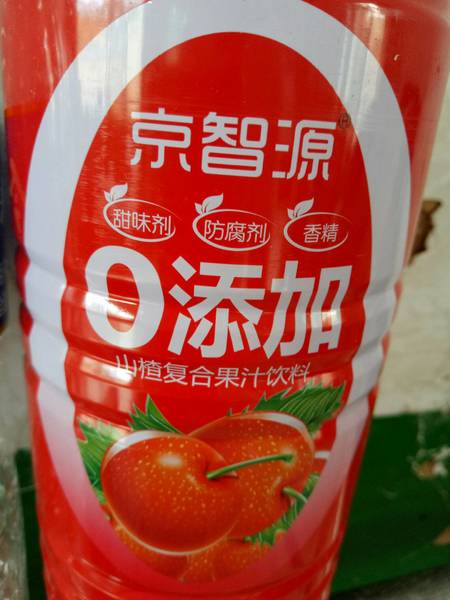 京智源®
甜味剂 防腐剂 香精
0添加
山楂复合果汁饮料